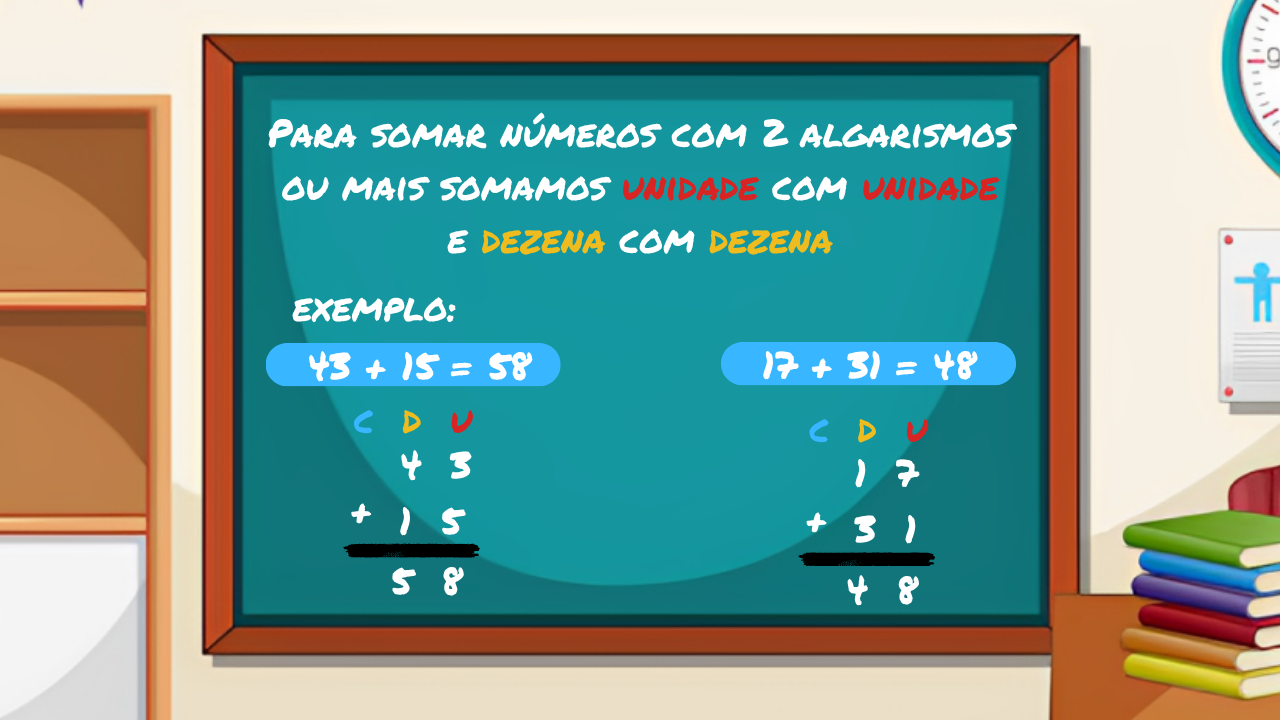 PARA SOMAR NÚMEROS COM 2 ALGARISMOS
OU MAIS SOMAMOS UNIDADE COM UNIDADE
E DEZENA COM DEZENA
EXEMPLO:
43 + 15 = 58
C D U
4 3
+ 1 5
5 8
17 + 31 = 48
C D U
1 7
+ 3 1
4 8
9